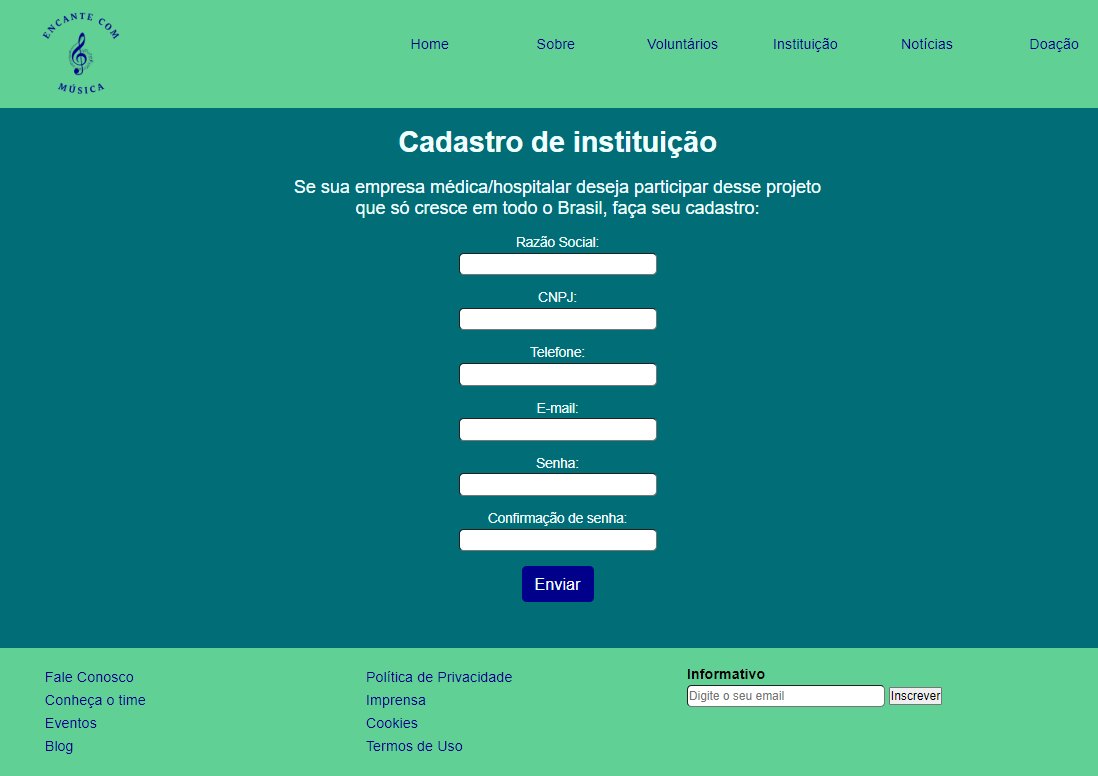 ENCANTE COM
MÚSICA
Home
Sobre
Voluntários
Instituição
Notícias
Doação
Cadastro de instituição
Se sua empresa médica/hospitalar deseja participar desse projeto
que só cresce em todo o Brasil, faça seu cadastro:
Razão Social:
CNPJ:
Telefone:
E-mail:
Senha:
Confirmação de senha:
Enviar
Fale Conosco
Conheça o time
Eventos
Blog
Política de Privacidade
Imprensa
Cookies
Termos de Uso
Informativo
Digite o seu email
Inscrever